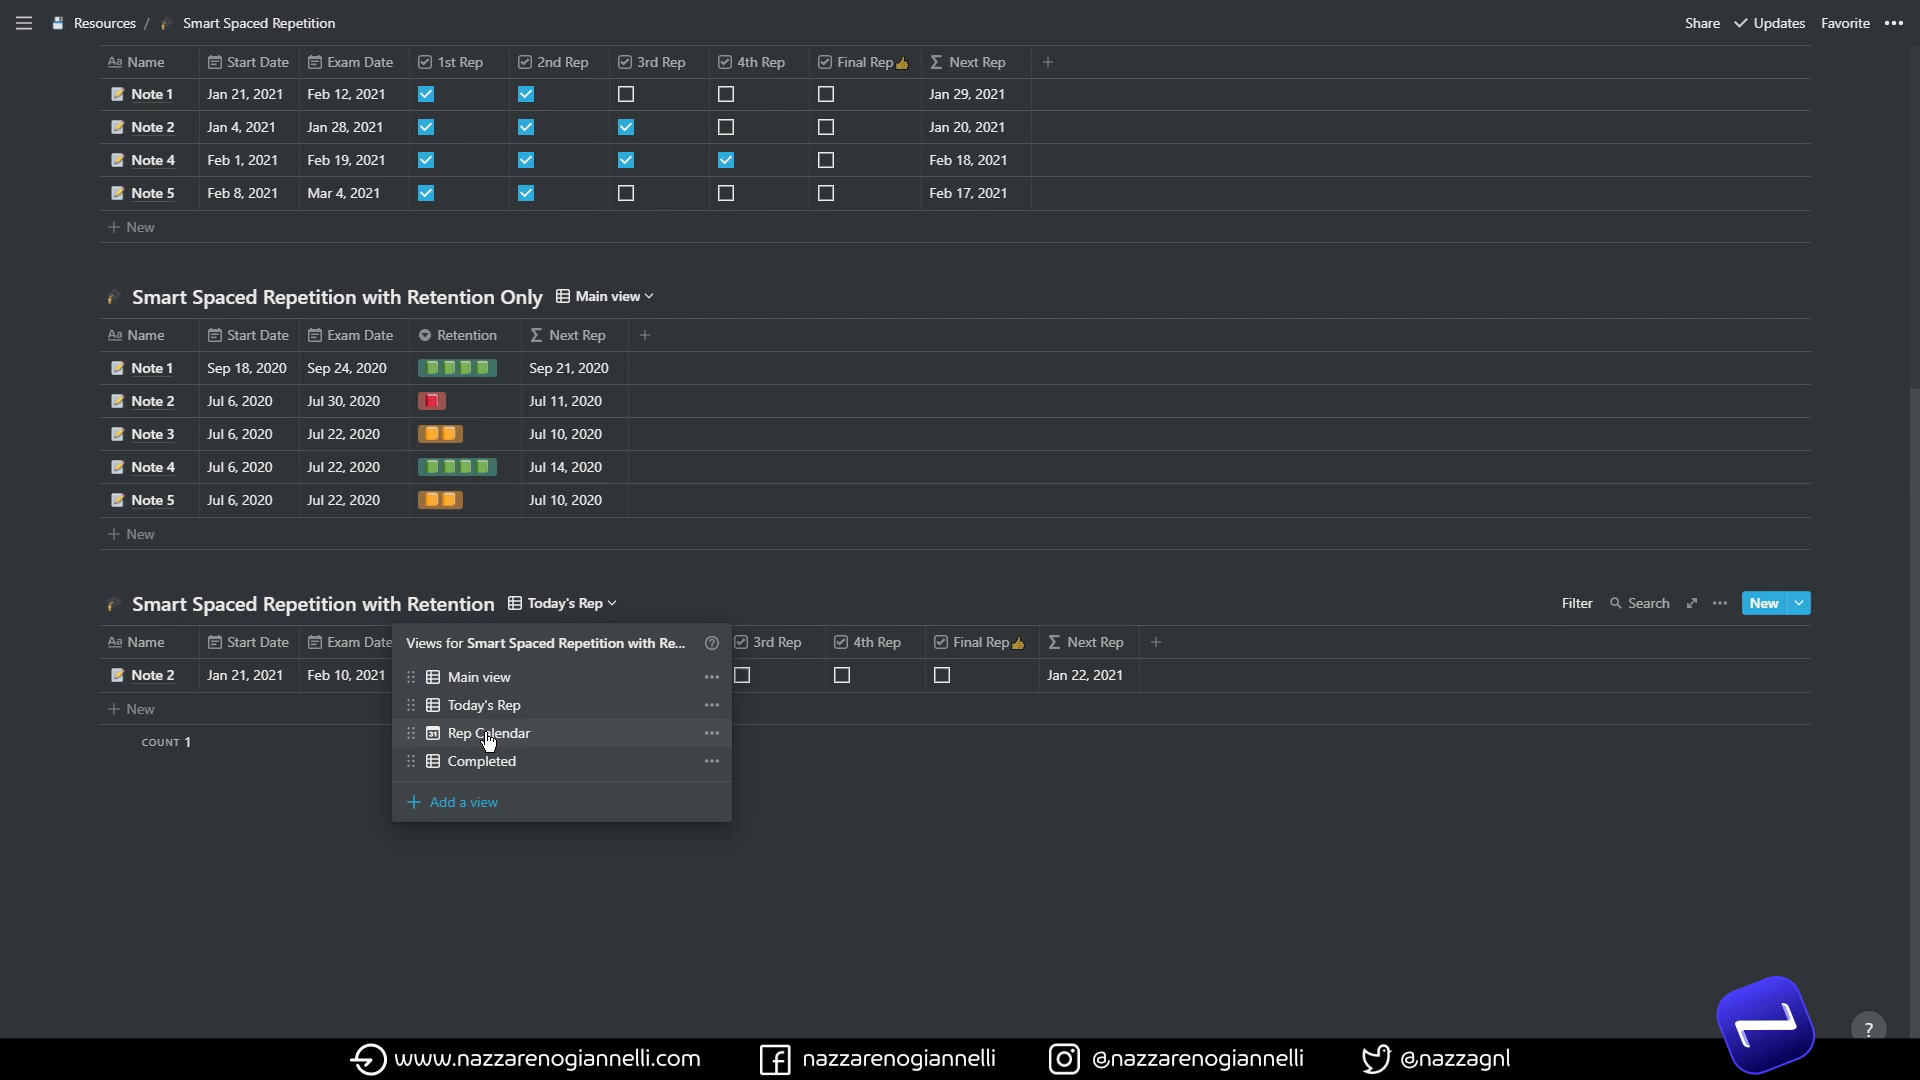 Resources / Smart Spaced Repetition Share Updates Favorite
Aa Name Start Date Exam Date 1st Rep 2nd Rep 3rd Rep 4th Rep Final Rep👍 Σ Next Rep +
Note 1 Jan 21, 2021 Feb 12, 2021 Jan 29, 2021
Note 2 Jan 4, 2021 Jan 28, 2021 Jan 20, 2021
Note 4 Feb 1, 2021 Feb 19, 2021 Feb 18, 2021
Note 5 Feb 8, 2021 Mar 4, 2021 Feb 17, 2021
+ New
Smart Spaced Repetition with Retention Only Main view
Aa Name Start Date Exam Date Retention Σ Next Rep +
Note 1 Sep 18, 2020 Sep 24, 2020 Sep 21, 2020
Note 2 Jul 6, 2020 Jul 30, 2020 Jul 11, 2020
Note 3 Jul 6, 2020 Jul 22, 2020 Jul 10, 2020
Note 4 Jul 6, 2020 Jul 22, 2020 Jul 14, 2020
Note 5 Jul 6, 2020 Jul 22, 2020 Jul 10, 2020
+ New
Smart Spaced Repetition with Retention Today's Rep Filter Search New
Aa Name Start Date Exam Date 3rd Rep 4th Rep Final Rep👍 Σ Next Rep +
Note 2 Jan 21, 2021 Feb 10, 2021 Jan 22, 2021
+ New
COUNT 1
Views for Smart Spaced Repetition with Re... ?
Main view
Today's Rep
31 Rep Calendar
Completed
+ Add a view
?
www.nazzarenogiannelli.com nazzarenogiannelli @nazzarenogiannelli @nazzagnl